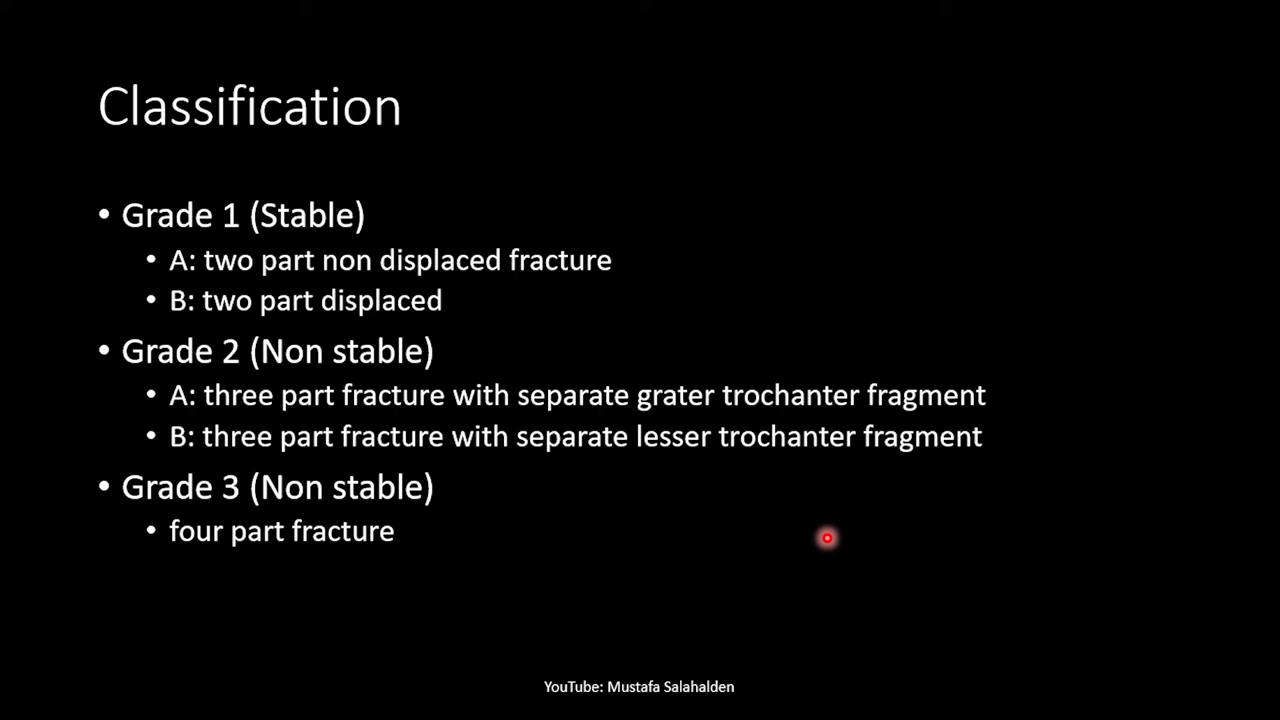 Classification
• Grade 1 (Stable)
• A: two part non displaced fracture
• B: two part displaced
• Grade 2 (Non stable)
• A: three part fracture with separate grater trochanter fragment
• B: three part fracture with separate lesser trochanter fragment
• Grade 3 (Non stable)
• four part fracture
YouTube: Mustafa Salahalden